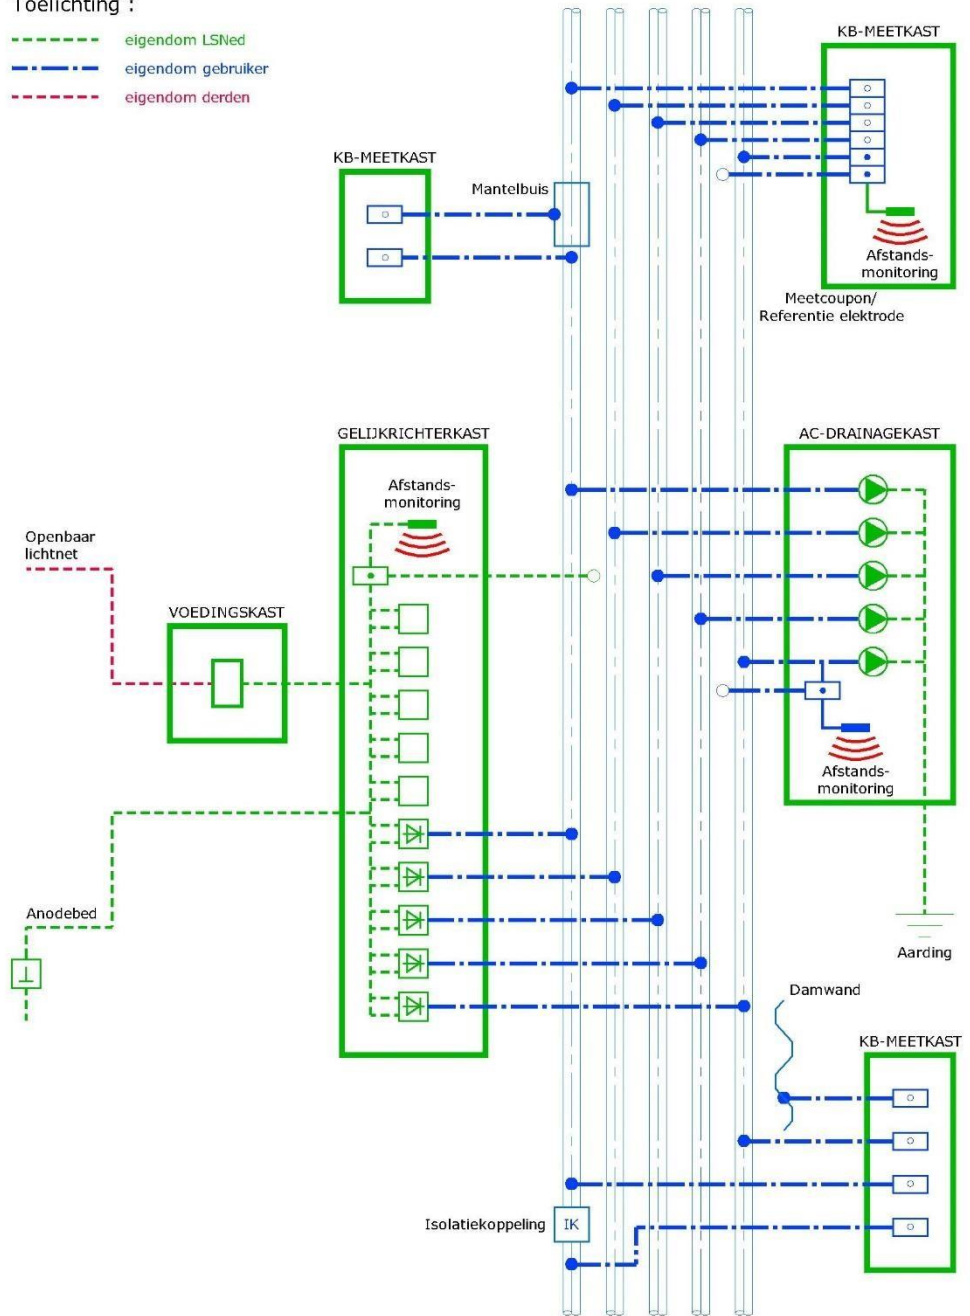 Toelichting :
eigendom LSNed
eigendom gebruiker
eigendom derden
KB-MEETKAST
KB-MEETKAST
Mantelbuis
Afstands-
monitoring
Meetcoupon/
Referentie elektrode
GELIJKRICHTERKAST
AC-DRAINAGEKAST
Afstands-
monitoring
Openbaar
lichtnet
VOEDINGSKAST
Afstands-
monitoring
Anodebed
Aarding
Damwand
KB-MEETKAST
Isolatiekoppeling
IK